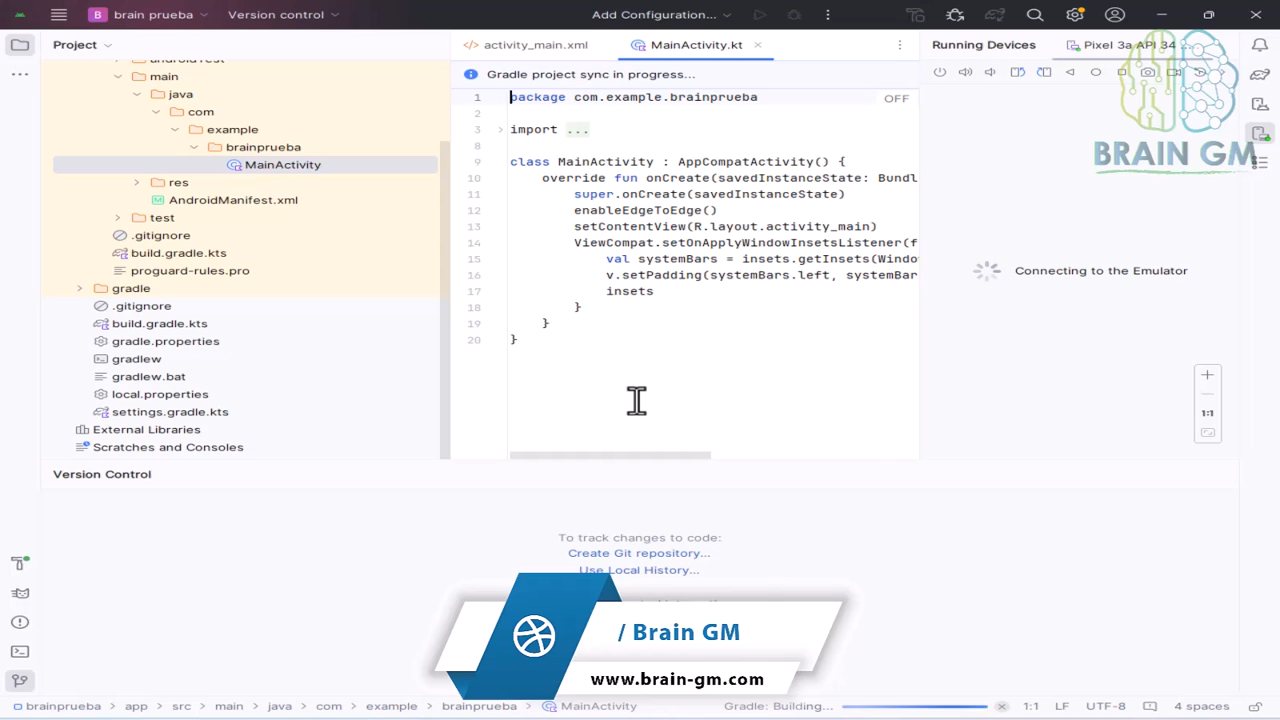 B brain prueba Version control Add Configuration...
Project
androidTest
main
java
com
example
brainprueba
MainActivity
res
AndroidManifest.xml
test
.gitignore
build.gradle.kts
proguard-rules.pro
gradle
.gitignore
build.gradle.kts
gradle.properties
gradlew
gradlew.bat
local.properties
settings.gradle.kts
External Libraries
Scratches and Consoles
activity_main.xml MainActivity.kt
Gradle project sync in progress...
OFF
1 package com.example.brainprueba
2
3 import ...
8
9 class MainActivity : AppCompatActivity() {
10 override fun onCreate(savedInstanceState: Bundl
11 super.onCreate(savedInstanceState)
12 enableEdgeToEdge()
13 setContentView(R.layout.activity_main)
14 ViewCompat.setOnApplyWindowInsetsListener(f
15 val systemBars = insets.getInsets(Windo
16 v.setPadding(systemBars.left, systemBar
17 insets
18 }
19 }
20 }
Running Devices Pixel 3a API 34 ...
BRAIN GM
Connecting to the Emulator
1:1
Version Control
To track changes to code:
Create Git repository...
Use Local History...
/ Brain GM
www.brain-gm.com
brainprueba > app > src > main > java > com > example > brainprueba > MainActivity Gradle: Building... 1:1 LF UTF-8 4 spaces